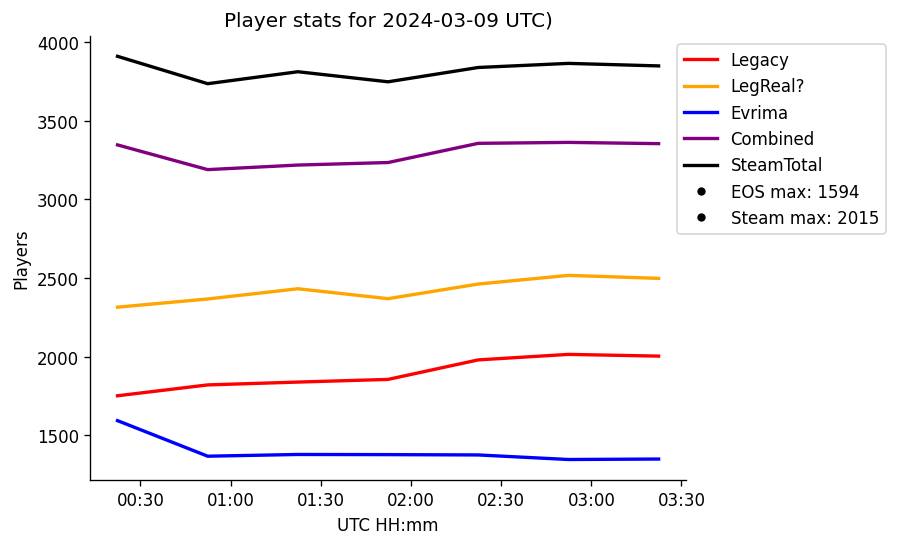 Player stats for 2024-03-09 UTC)
4000
3500
3000
2500
2000
1500
Players
00:30 01:00 01:30 02:00 02:30 03:00 03:30
UTC HH:mm
Legacy
LegReal?
Evrima
Combined
SteamTotal
EOS max: 1594
Steam max: 2015